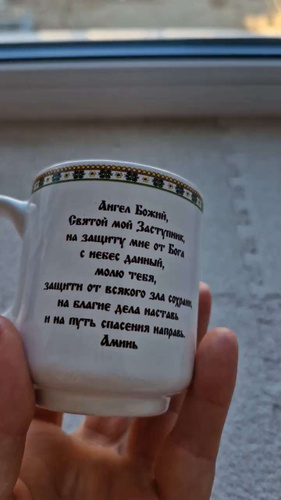 Ангел Божий,
Святой мой Заступник,
на защиту мне от Бога
с небес данный,
молю тебя,
защити от всякого зла сохрани,
на благие дела наставь
и на путь спасения направь.
Аминь